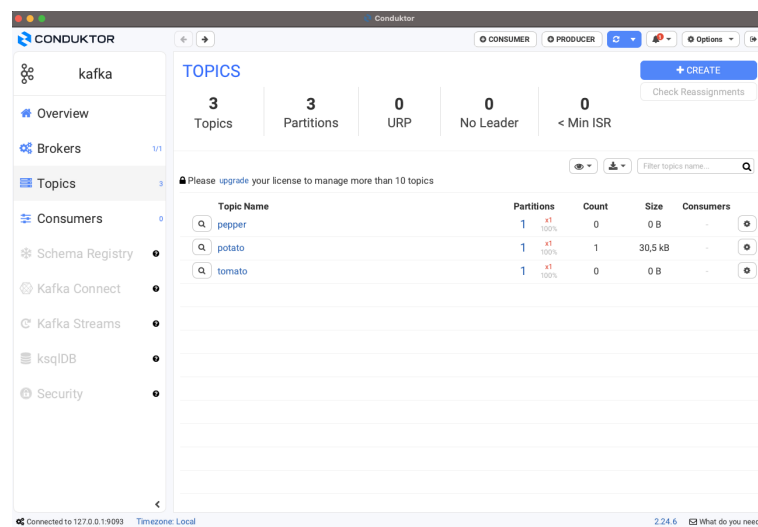 Conduktor
CONDUKTOR
CONSUMER PRODUCER Options
kafka
Overview
Brokers 1/1
Topics 3
Consumers 0
Schema Registry
Kafka Connect
Kafka Streams
ksqlDB
Security
TOPICS
CREATE
Check Reassignments
3 3 0 0 0
Topics Partitions URP No Leader < Min ISR
Filter topics name...
Please upgrade your license to manage more than 10 topics
Topic Name Partitions Count Size Consumers
pepper 1 x1 100% 0 0 B -
potato 1 x1 100% 1 30,5 kB -
tomato 1 x1 100% 0 0 B -
Connected to 127.0.0.1:9093 Timezone: Local 2.24.6 What do you need